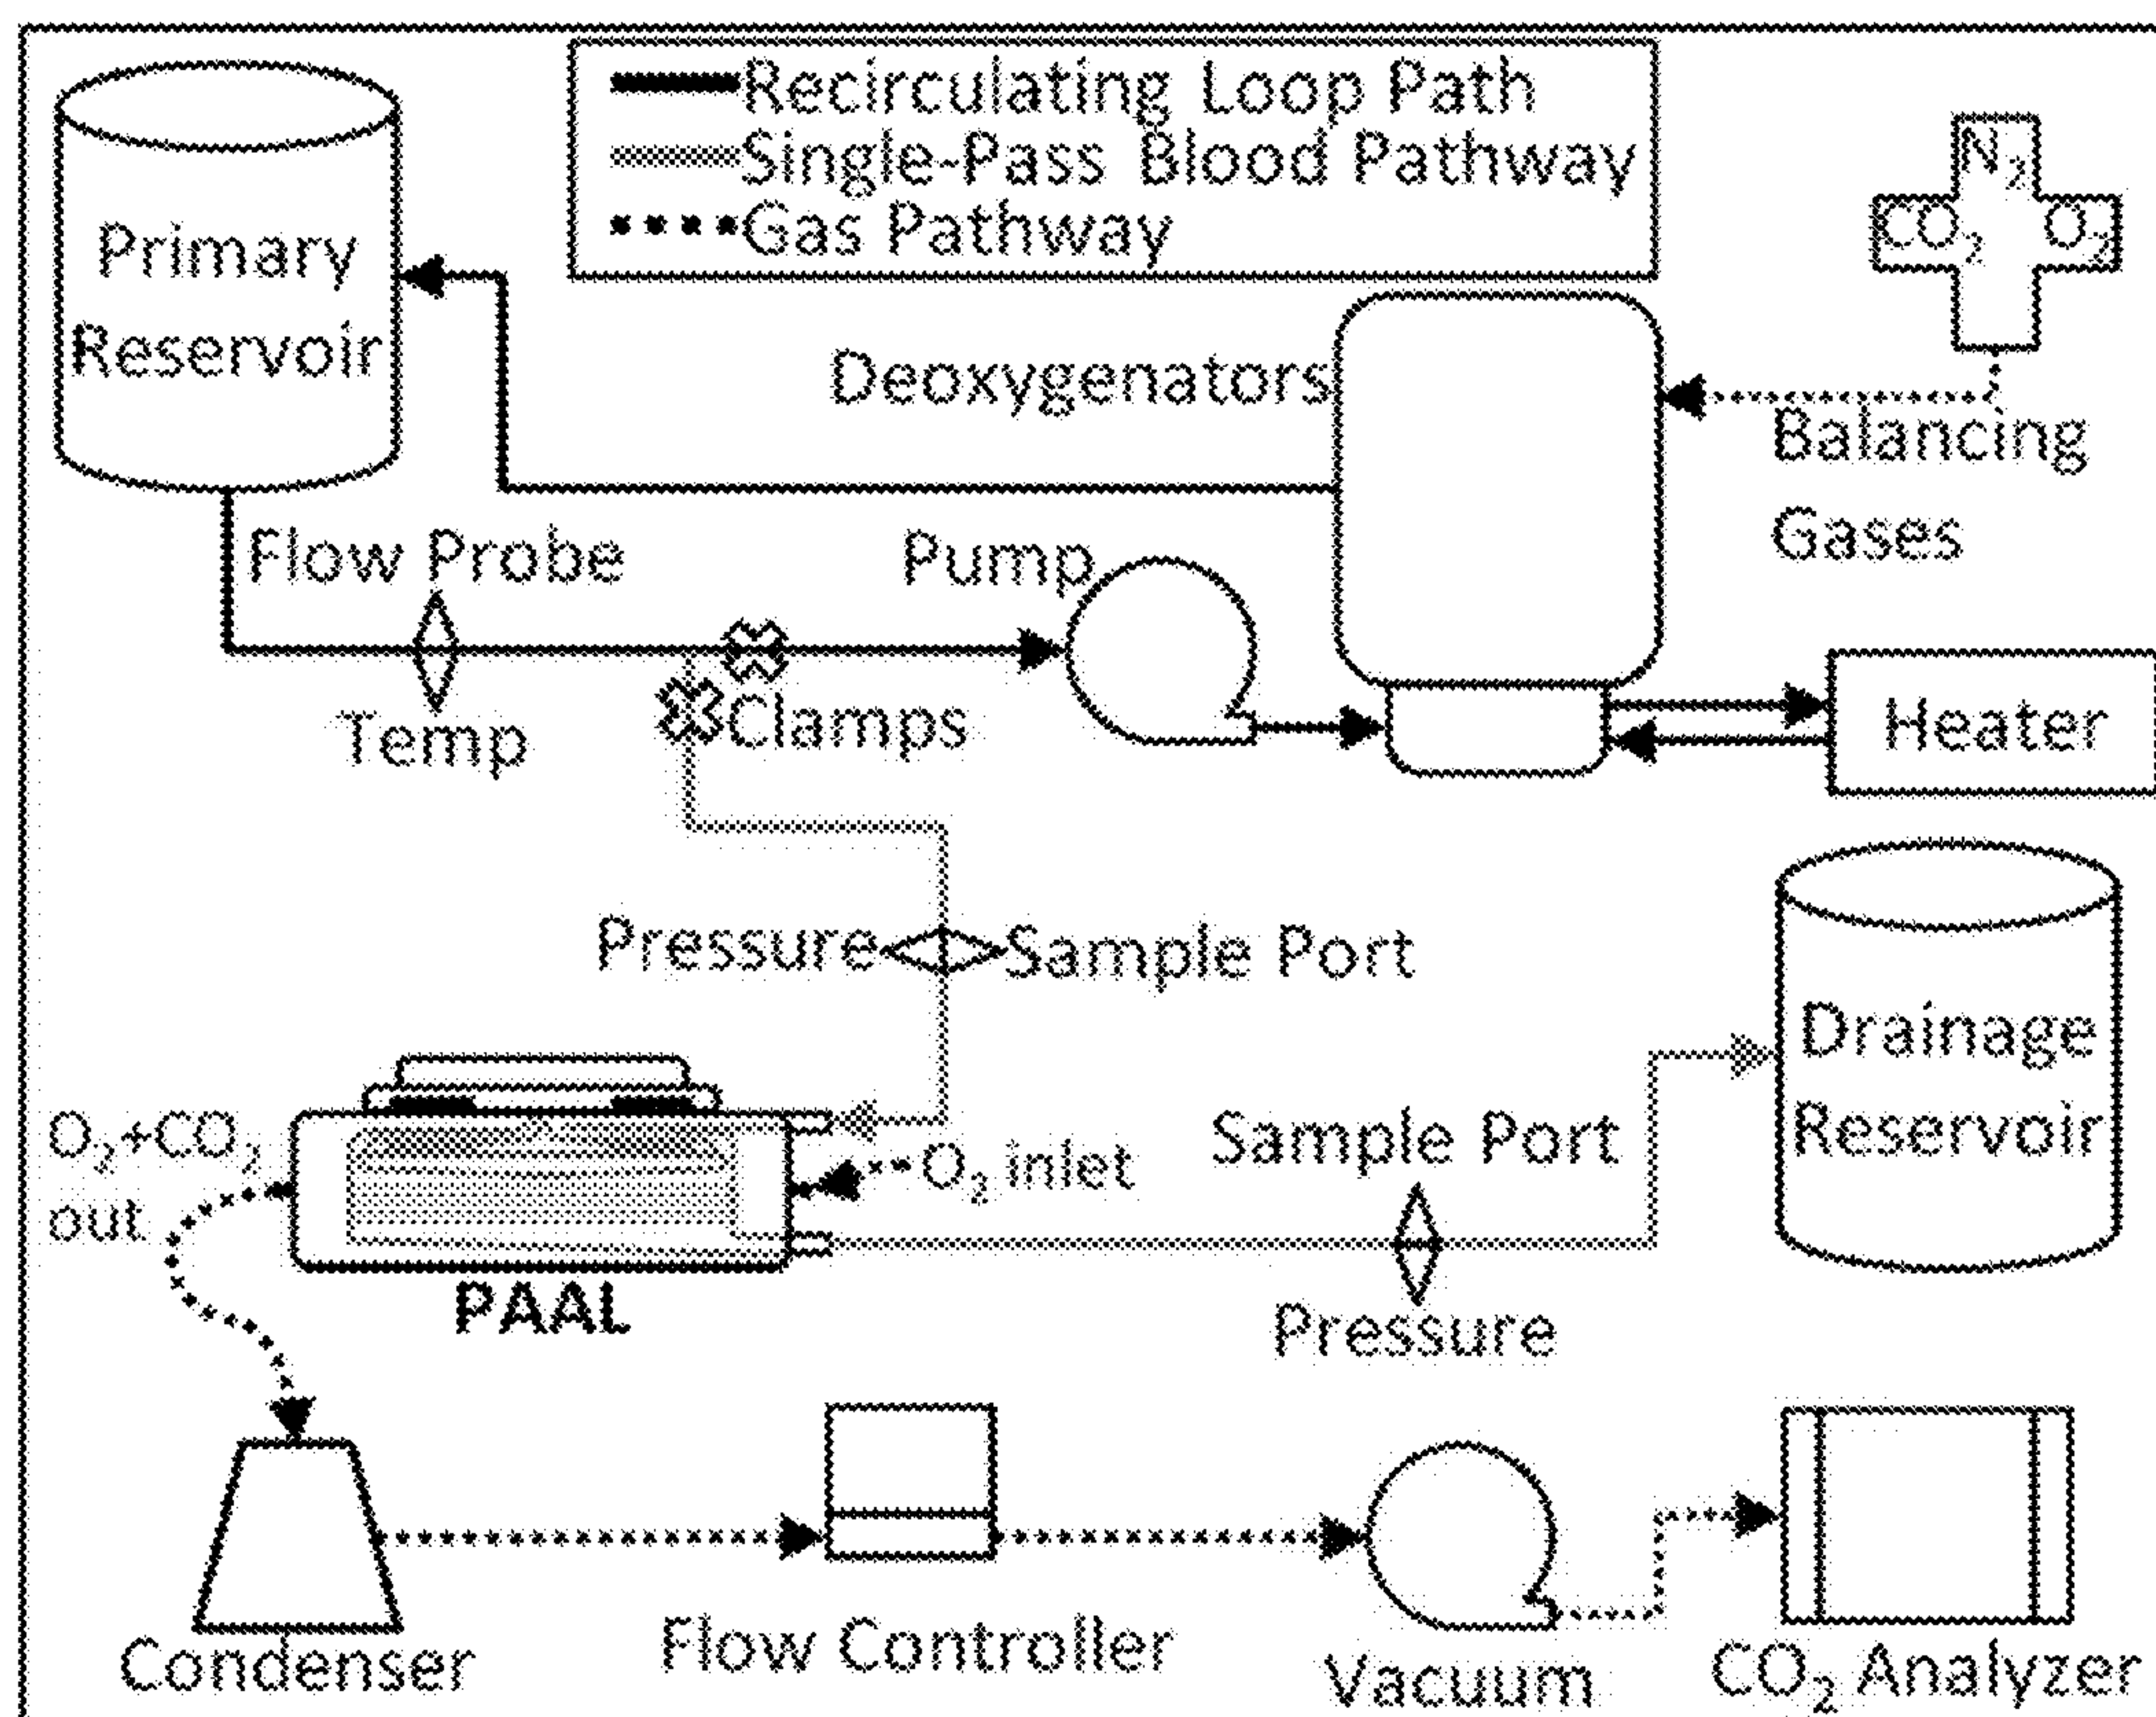 Recirculating Loop Path
Single-Pass Blood Pathway
Gas Pathway
N2
CO2 O2
Primary
Reservoir
Deoxygenators
Balancing
Gases
Flow Probe
Pump
Temp
Clamps
Heater
Pressure
Sample Port
Drainage
Reservoir
O2+CO2
out
O2 inlet
Sample Port
PAAL
Pressure
Condenser
Flow Controller
Vacuum
CO2 Analyzer